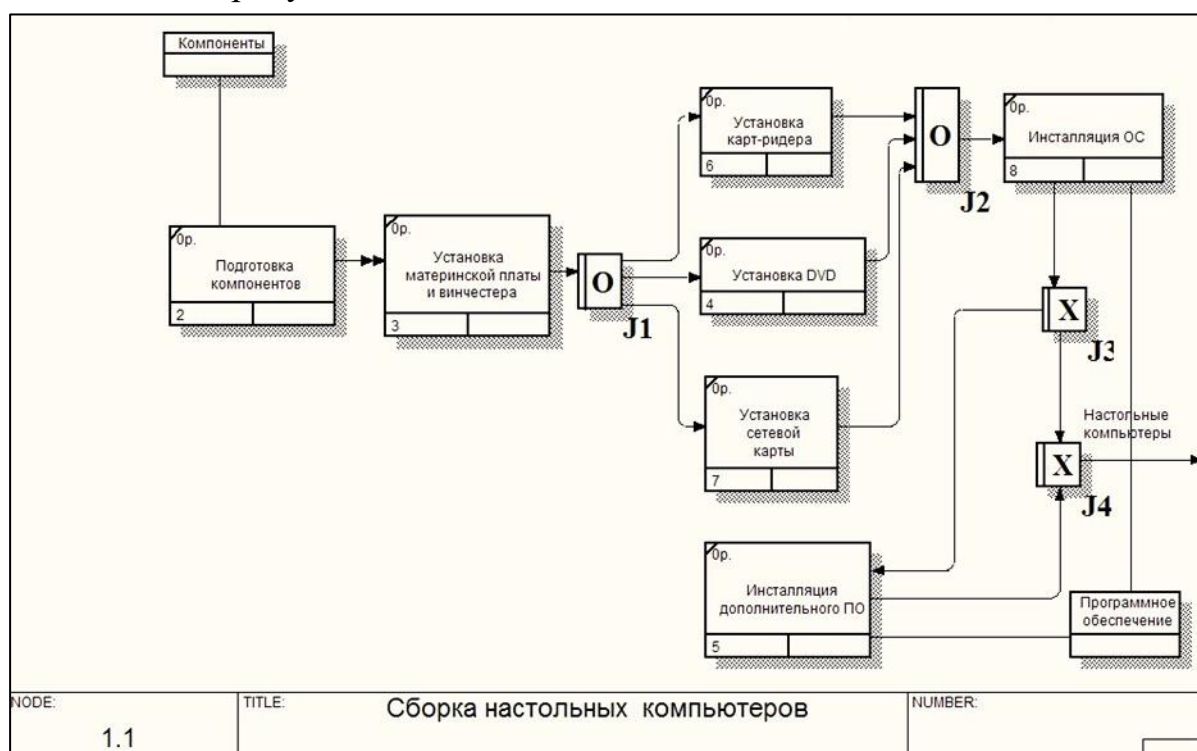 Компоненты
0р.
Подготовка
компонентов
2
0р.
Установка
материнской платы
и винчестера
3
O
J1
0р.
Установка
карт-ридера
6
0р.
Установка DVD
4
0р.
Установка
сетевой
карты
7
O
J2
0р.
Инсталляция ОС
8
X
J3
Настольные
компьютеры
X
J4
0р.
Инсталляция
дополнительного ПО
5
Программное
обеспечение
NODE:
1.1
TITLE:
Сборка настольных компьютеров
NUMBER: